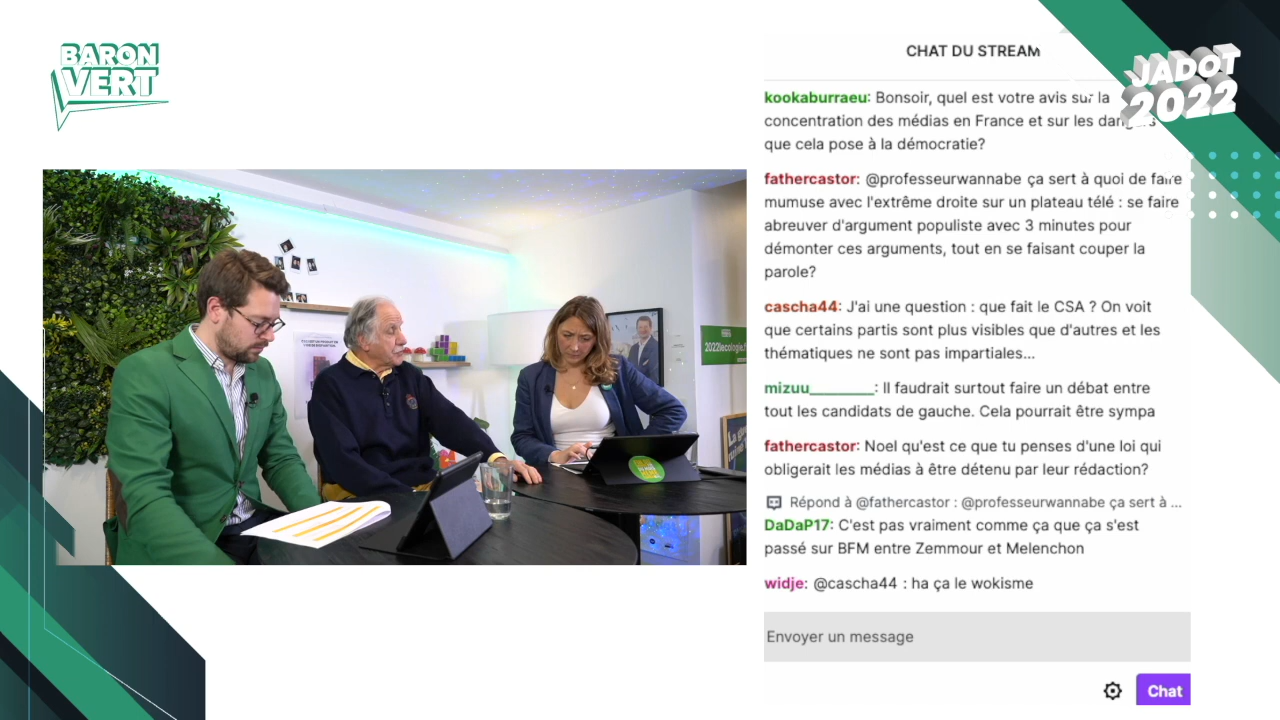 BARON
VERT
CHAT DU STREAM
JADOT
2022
kookaburraeu: Bonsoir, quel est votre avis sur la
concentration des médias en France et sur les dangers
que cela pose à la démocratie?
fathercastor: @professeurwannabe ça sert à quoi de faire
mumuse avec l'extrême droite sur un plateau télé : se faire
abreuver d'argument populiste avec 3 minutes pour
démonter ces arguments, tout en se faisant couper la
parole?
cascha44: J'ai une question : que fait le CSA ? On voit
que certains partis sont plus visibles que d'autres et les
thématiques ne sont pas impartiales...
mizuu________: Il faudrait surtout faire un débat entre
tout les candidats de gauche. Cela pourrait être sympa
fathercastor: Noel qu'est ce que tu penses d'une loi qui
obligerait les médias à être détenu par leur rédaction?
Répond à @fathercastor : @professeurwannabe ça sert à ...
DaDaP17: C'est pas vraiment comme ça que ça s'est
passé sur BFM entre Zemmour et Melenchon
widje: @cascha44 : ha ça le wokisme
Envoyer un message
Chat
2022lecologie.fr